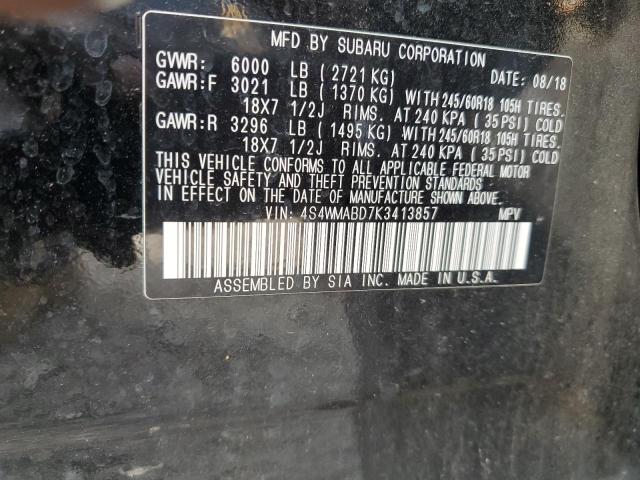 MFD BY SUBARU CORPORATION
GVWR: 6000 LB (2721 KG) DATE: 08/18
GAWR:F 3021 LB (1370 KG) WITH 245/60R18 105H TIRES.
18X7 1/2J RIMS. AT 240 KPA (35 PSI) COLD
GAWR:R 3296 LB (1495 KG) WITH 245/60R18 105H TIRES.
18X7 1/2J RIMS. AT 240 KPA (35 PSI) COLD
THIS VEHICLE CONFORMS TO ALL APPLICABLE FEDERAL MOTOR
VEHICLE SAFETY AND THEFT PREVENTION STANDARDS
IN EFFECT ON THE DATE OF MANUFACTURE SHOWN ABOVE.
VIN: 4S4WMABD7K3413857 MPV
ASSEMBLED BY SIA INC. MADE IN U.S.A.